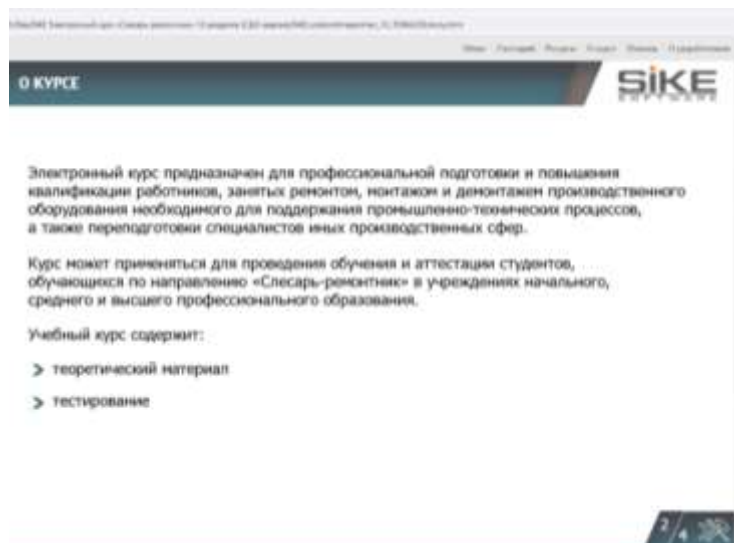 О КУРСЕ
SiKE
SOFTWARE
Электронный курс предназначен для профессиональной подготовки и повышения
квалификации работников, занятых ремонтом, монтажом и демонтажем производственного
оборудования необходимого для поддержания промышленно-технических процессов,
а также переподготовки специалистов иных производственных сфер.
Курс может применяться для проведения обучения и аттестации студентов,
обучающихся по направлению «Слесарь-ремонтник» в учреждениях начального,
среднего и высшего профессионального образования.
Учебный курс содержит:
теоретический материал
тестирование
2/4